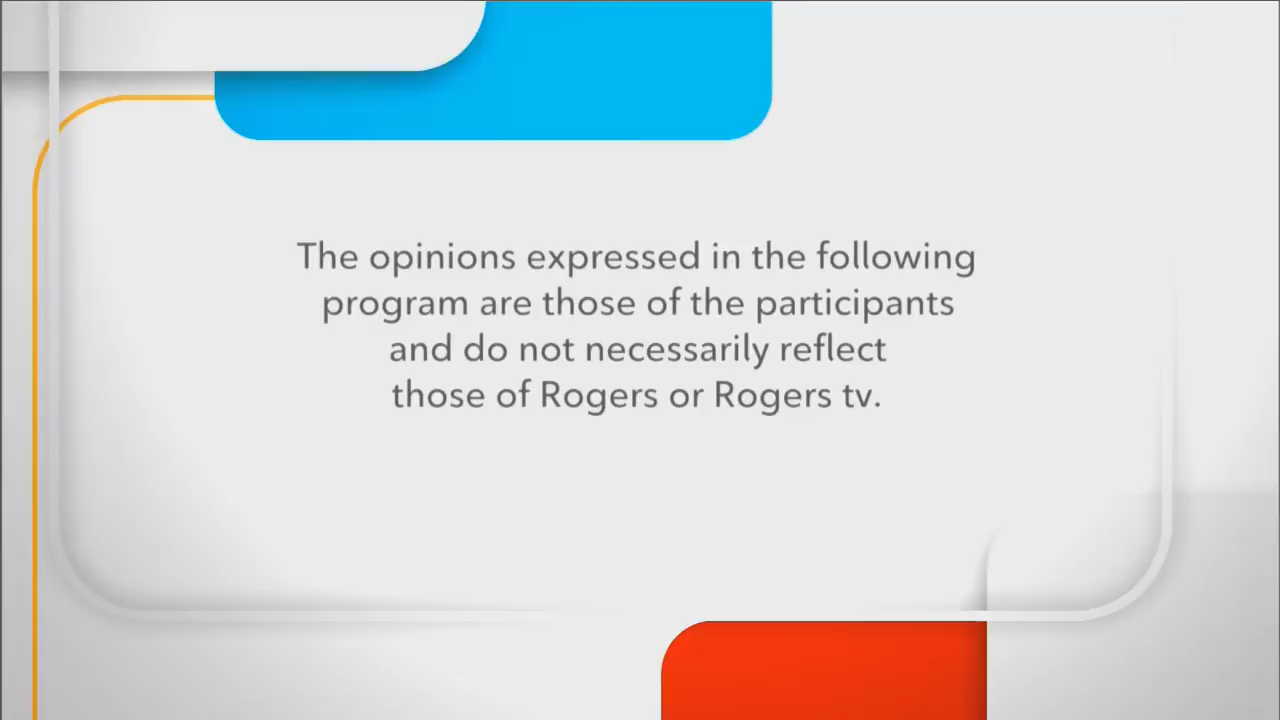 The opinions expressed in the following
program are those of the participants
and do not necessarily reflect
those of Rogers or Rogers tv.